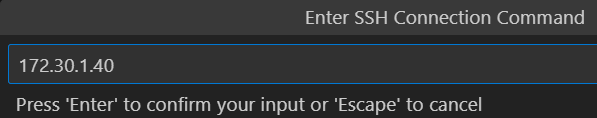 Enter SSH Connection Command
172.30.1.40
Press 'Enter' to confirm your input or 'Escape' to cancel